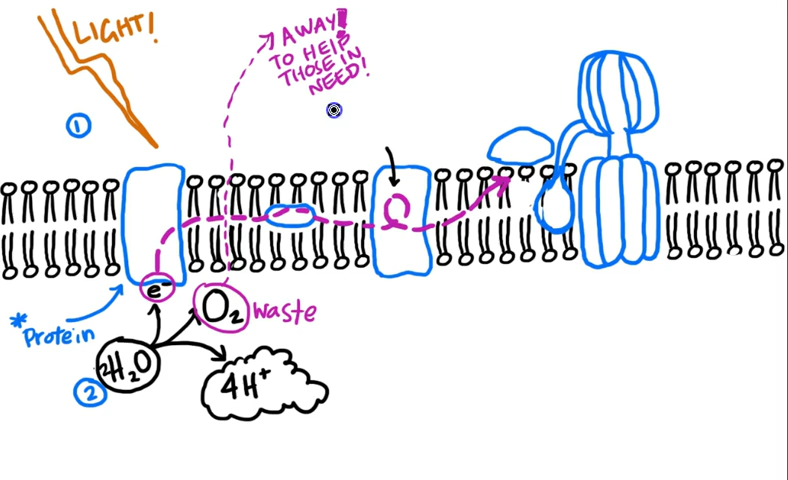 LIGHT!
AWAY!
TO HELP
THOSE IN
NEED!
1
e⁻
O₂
waste
*Protein
2H₂O
4H⁺
2